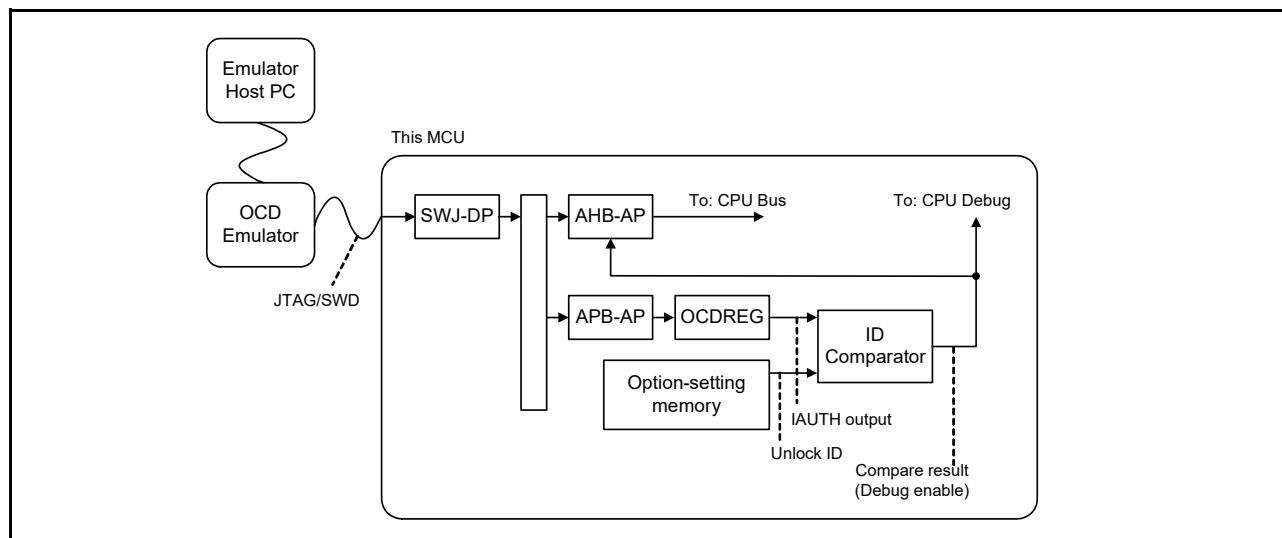 Emulator
Host PC
This MCU
OCD
Emulator
JTAG/SWD
SWJ-DP
AHB-AP
To: CPU Bus
To: CPU Debug
APB-AP
OCDREG
ID
Comparator
Option-setting
memory
IAUTH output
Unlock ID
Compare result
(Debug enable)